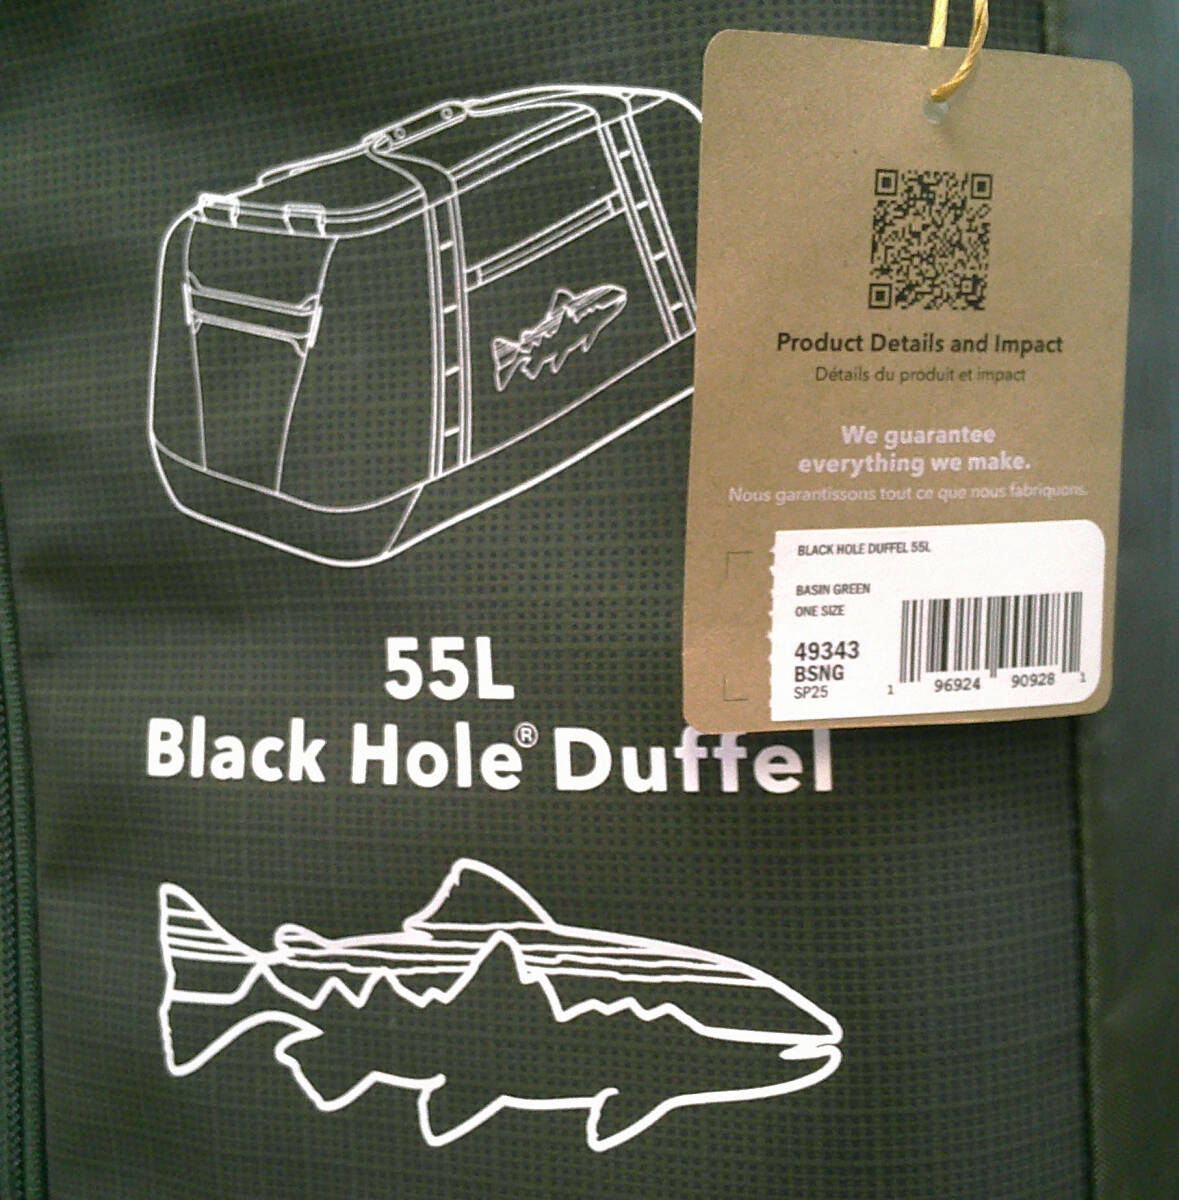 Product Details and Impact
Détails du produit et impact
We guarantee
everything we make.
Nous garantissons tout ce que nous fabriquons.
BLACK HOLE DUFFEL 55L
BASIN GREEN
ONE SIZE
49343
BSNG
SP25
1 96924 90928 1
55L
Black Hole® Duffel